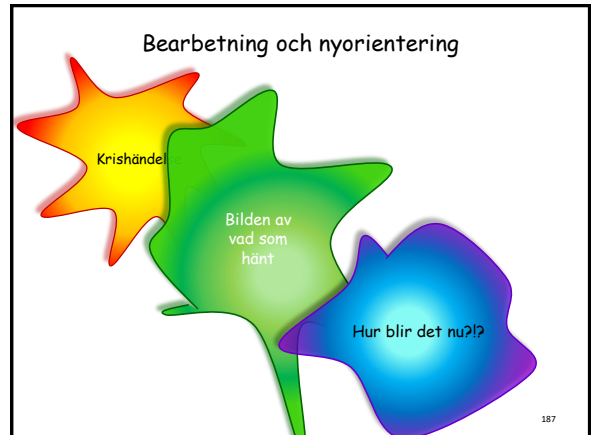 Bearbetning och nyorientering
Krishändel
Bilden av
vad som
hänt
Hur blir det nu?!?
187